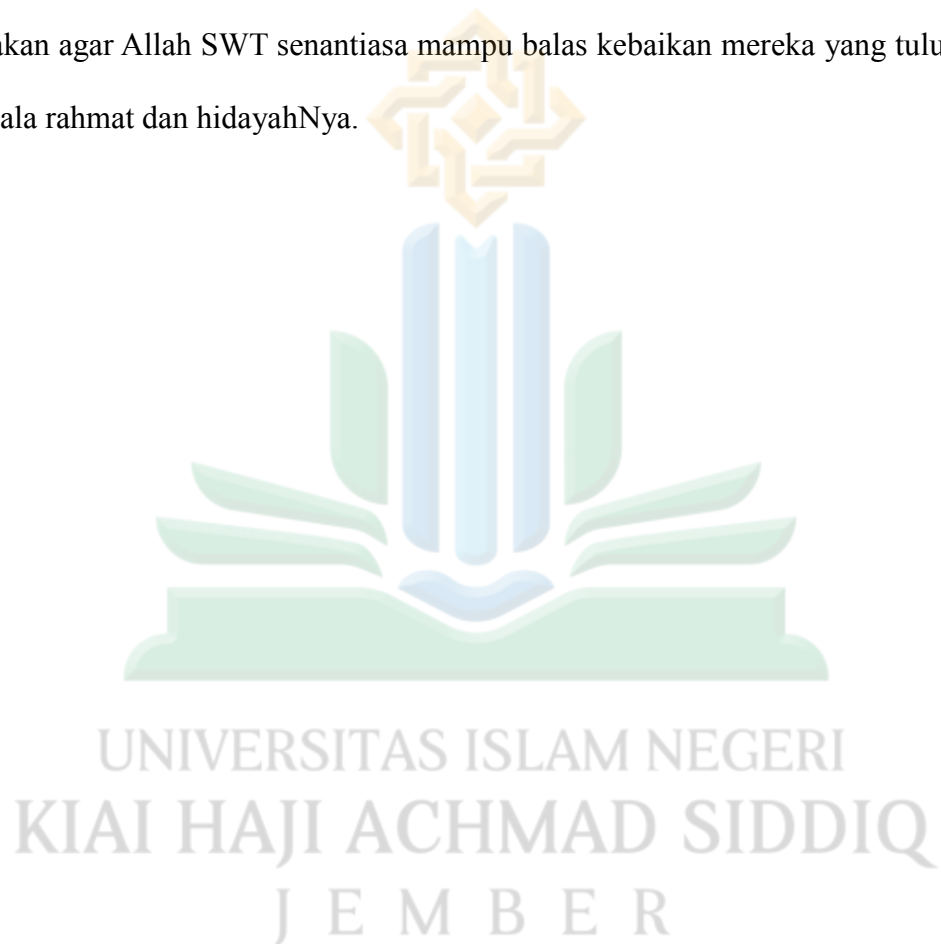 akan agar Allah SWT senantiasa mampu balas kebaikan mereka yang tulu
ala rahmat dan hidayahNya.
UNIVERSITAS ISLAM NEGERI
KIAI HAJI ACHMAD SIDDIQ
JEMBER